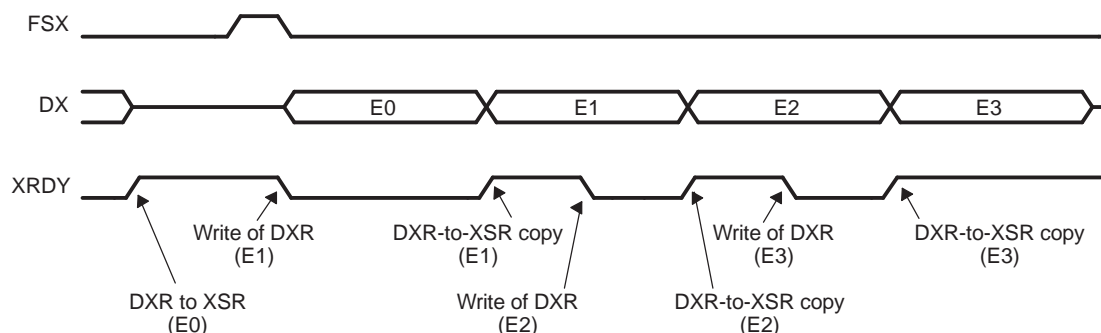 FSX
DX
E0
E1
E2
E3
XRDY
Write of DXR
(E1)
DXR-to-XSR copy
(E1)
Write of DXR
(E3)
DXR-to-XSR copy
(E3)
DXR to XSR
(E0)
Write of DXR
(E2)
DXR-to-XSR copy
(E2)